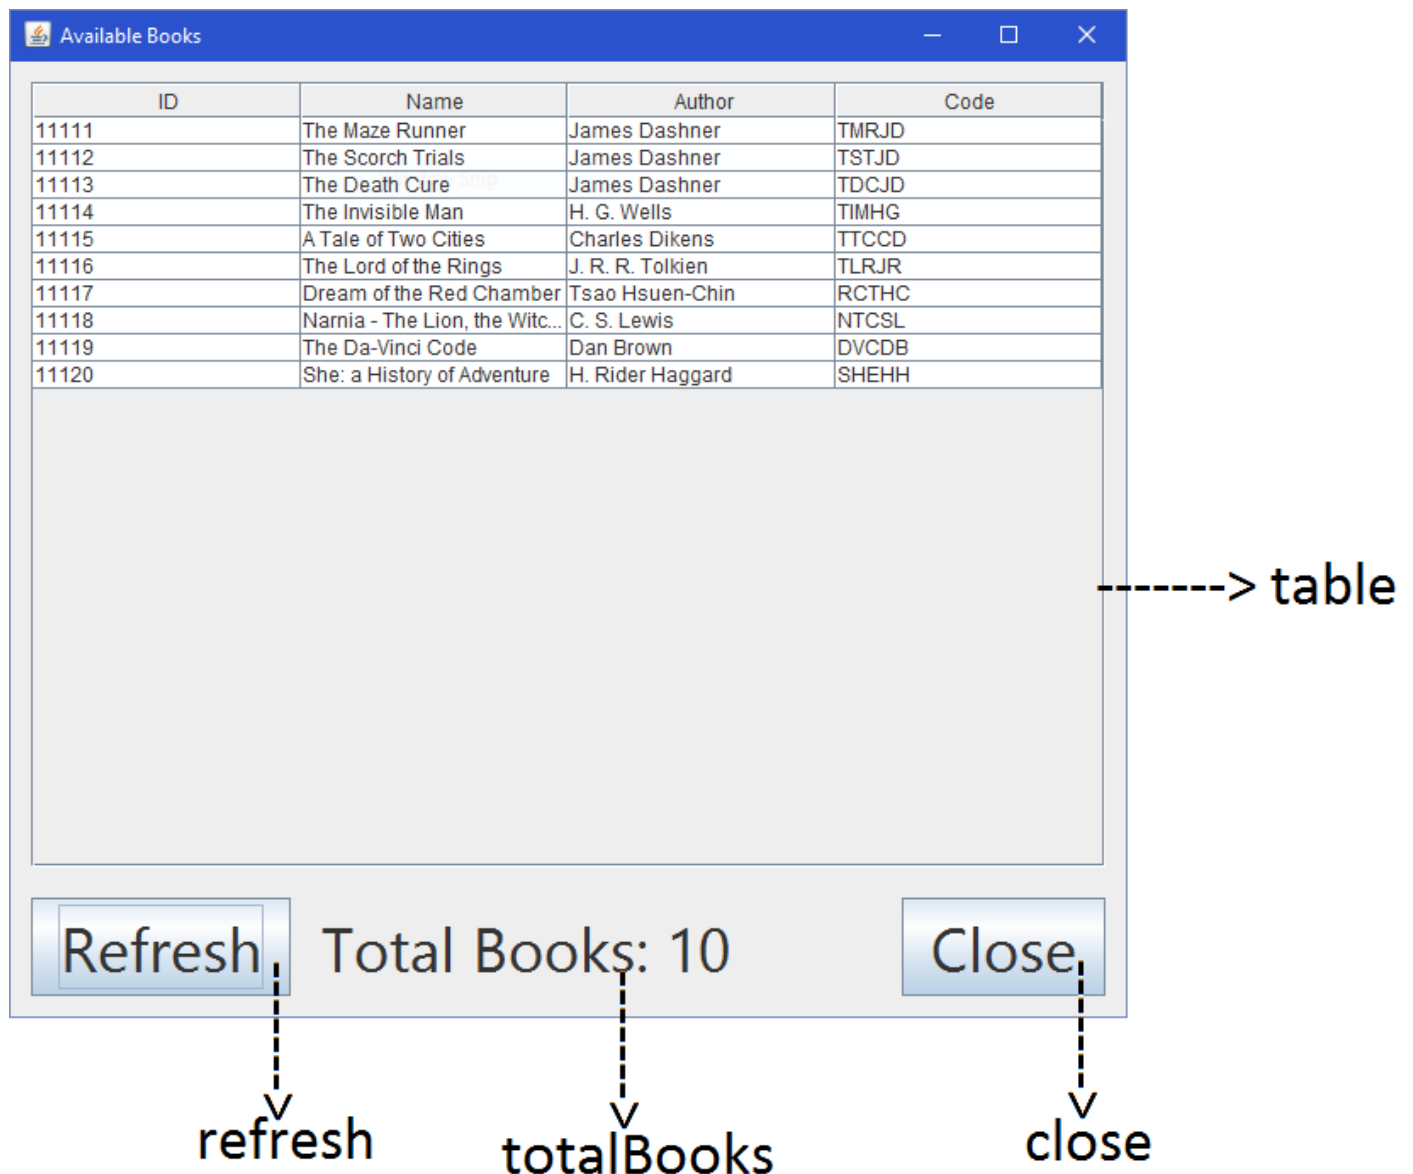 Available Books
ID Name Author Code
11111 The Maze Runner James Dashner TMRJD
11112 The Scorch Trials James Dashner TSTJD
11113 The Death Cure James Dashner TDCJD
11114 The Invisible Man H. G. Wells TIMHG
11115 A Tale of Two Cities Charles Dikens TTCCD
11116 The Lord of the Rings J. R. R. Tolkien TLRJR
11117 Dream of the Red Chamber Tsao Hsuen-Chin RCTHC
11118 Narnia - The Lion, the Witc... C. S. Lewis NTCSL
11119 The Da-Vinci Code Dan Brown DVCDB
11120 She: a History of Adventure H. Rider Haggard SHEHH
-------> table
Refresh Total Books: 10 Close
refresh totalBooks close